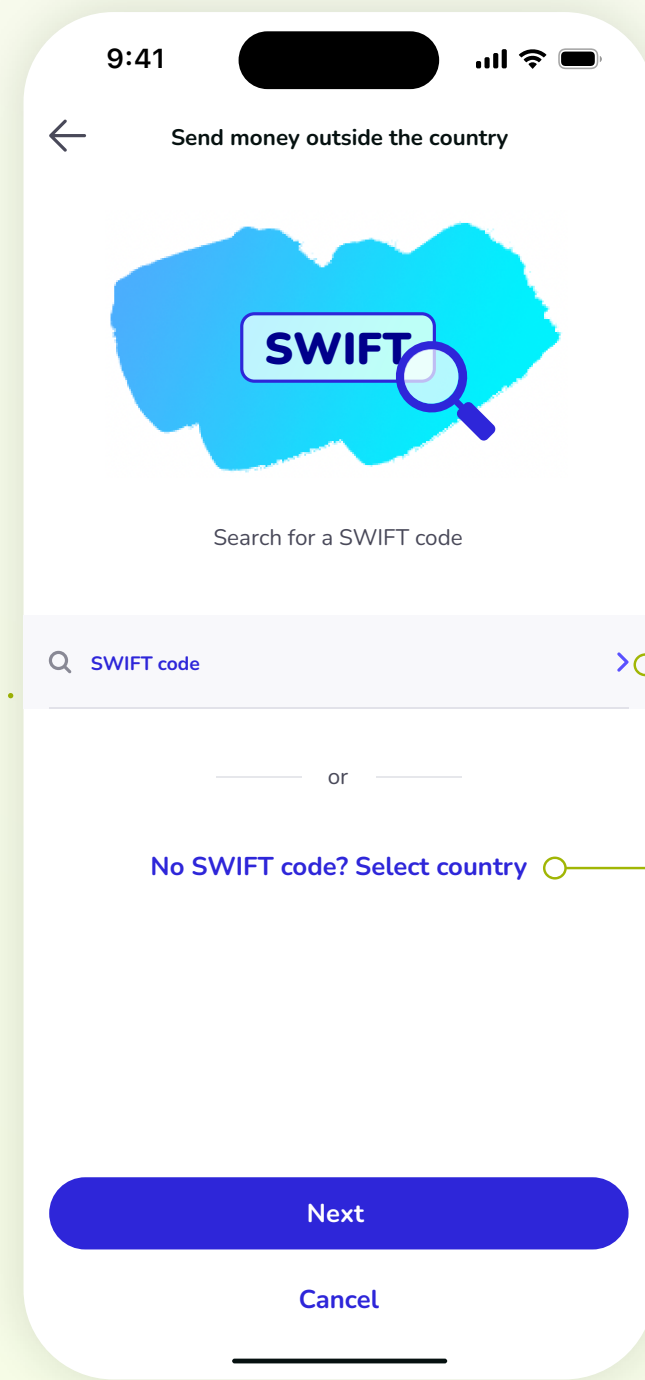 9:41
Send money outside the country
SWIFT
Search for a SWIFT code
SWIFT code
or
No SWIFT code? Select country
Next
Cancel